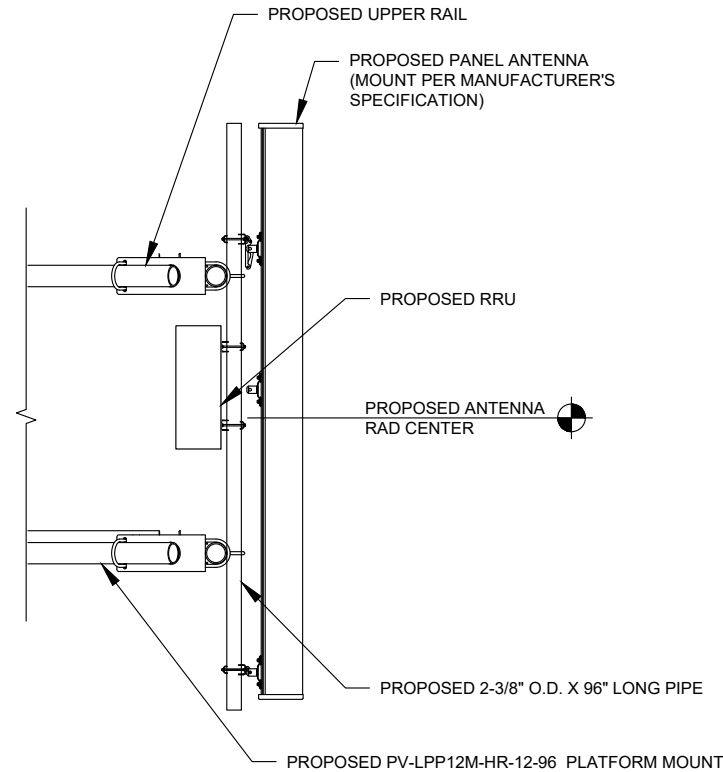 PROPOSED UPPER RAIL
PROPOSED PANEL ANTENNA
(MOUNT PER MANUFACTURER'S
SPECIFICATION)
PROPOSED RRU
PROPOSED ANTENNA
RAD CENTER
PROPOSED 2-3/8" O.D. X 96" LONG PIPE
PROPOSED PV-LPP12M-HR-12-96 PLATFORM MOUNT